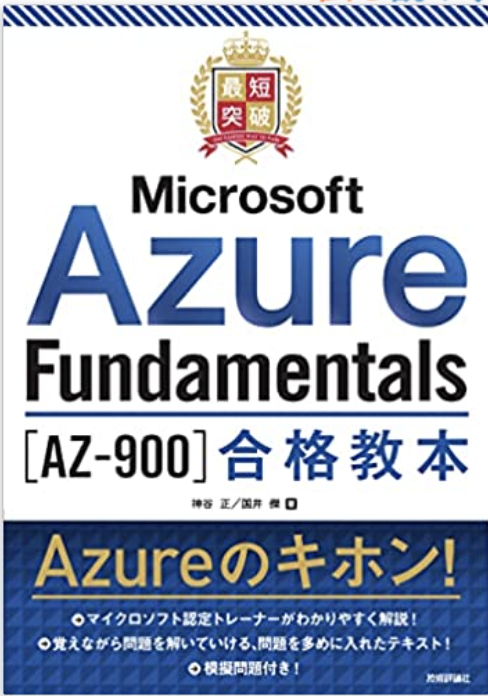 最短
突破
Microsoft
Azure
Fundamentals
[AZ-900]合格教本
神谷 正／国井 傑 著
Azureのキホン!
マイクロソフト認定トレーナーがわかりやすく解説!
覚えながら問題を解いていける、問題を多めに入れたテキスト!
模擬問題付き!
技術評論社